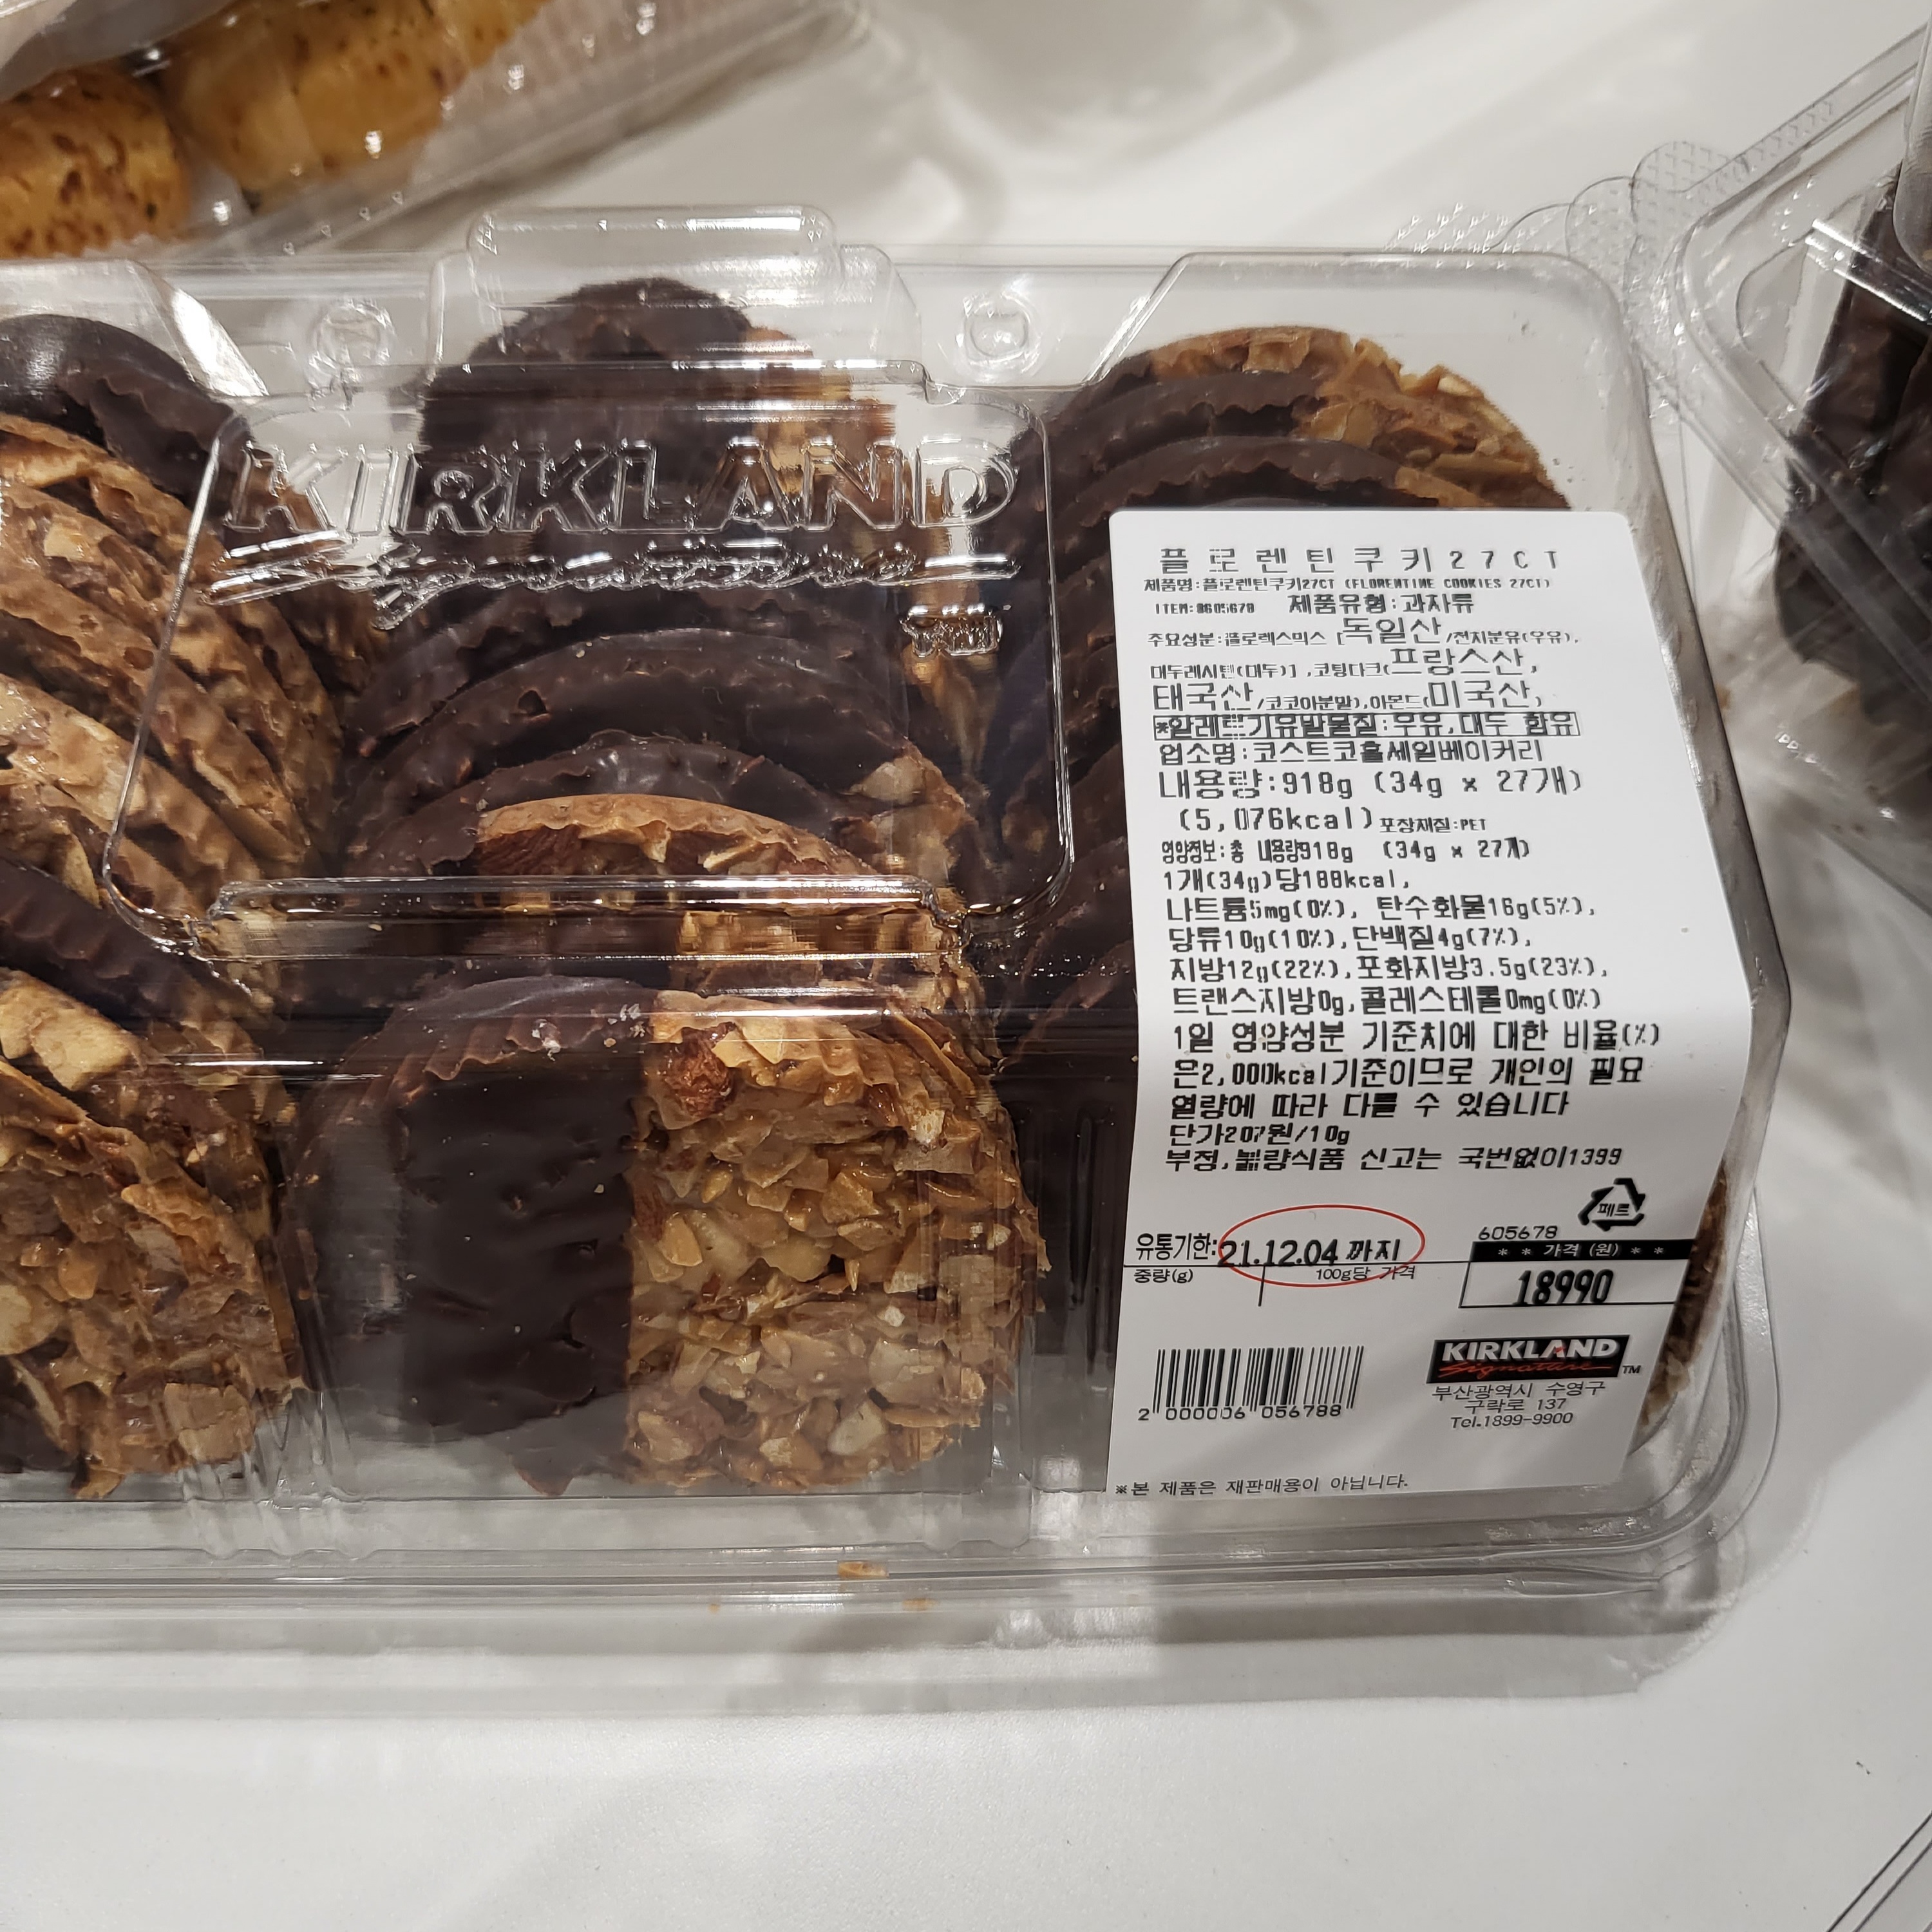 KIRKLAND
Signature
TM
플로렌틴쿠키27CT
제품명:플로렌틴쿠키27CT (FLORENTINE COOKIES 27CT)
ITEM: 제품유형:과자류
주요성분:플로렉스믹스 [독일산/전지분유(우유),
대두레시틴(대두)] ,코팅다크(프랑스산,
태국산/코코아분말),아몬드(미국산)
*알레르기유발물질:우유,대두 함유
업소명:코스트코홀세일베이커리
내용량:918g (34g x 27개)
(5,076kcal)포장재질:PET
영양정보:총 내용량918g (34g x 27개)
1개(34g)당188kcal,
나트륨5mg(0%), 탄수화물16g(5%),
당류10g(10%),단백질4g(7%),
지방12g(22%),포화지방3.5g(23%),
트랜스지방0g,콜레스테롤0mg(0%)
1일 영양성분 기준치에 대한 비율(%)
은2,000kcal기준이므로 개인의 필요
열량에 따라 다를 수 있습니다
단가207원/10g
부정,불량식품 신고는 국번없이1399
페트
유통기한:21.12.04 까지
605678
** 가격 (원) **
중량(g) 100g당 가격
18990
KIRKLAND
Signature TM
2 000006 056788
부산광역시 수영구
구락로 137
Tel.1899-9900
※본 제품은 재판매용이 아닙니다.